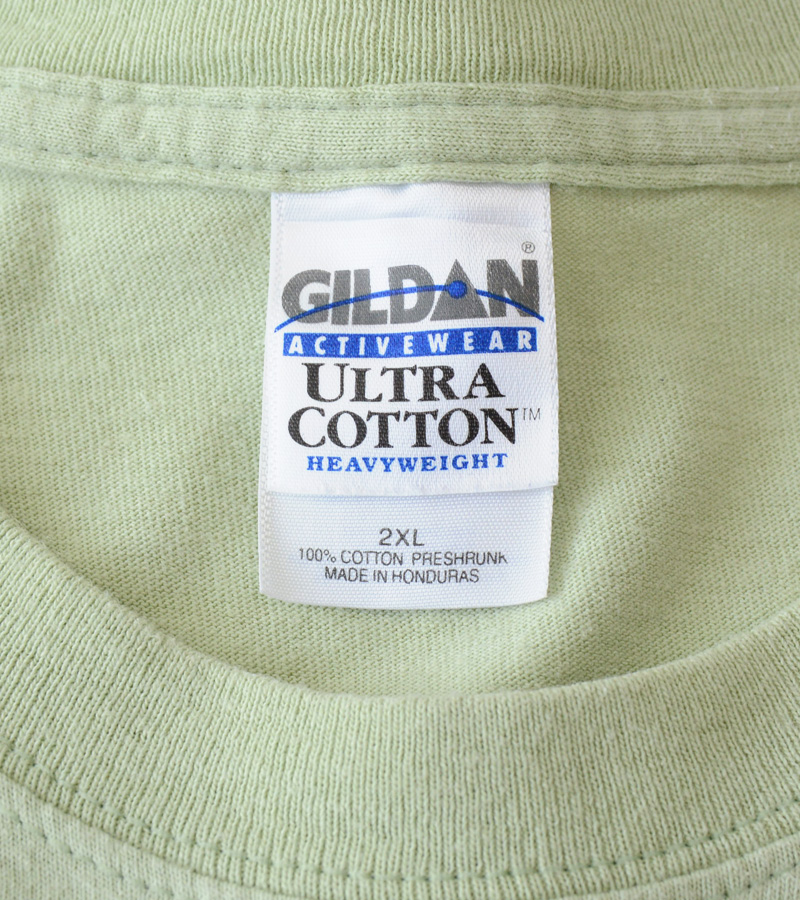 ®
GILDAN
ACTIVEWEAR
ULTRA
COTTON™
HEAVYWEIGHT
2XL
100% COTTON PRESHRUNK
MADE IN HONDURAS